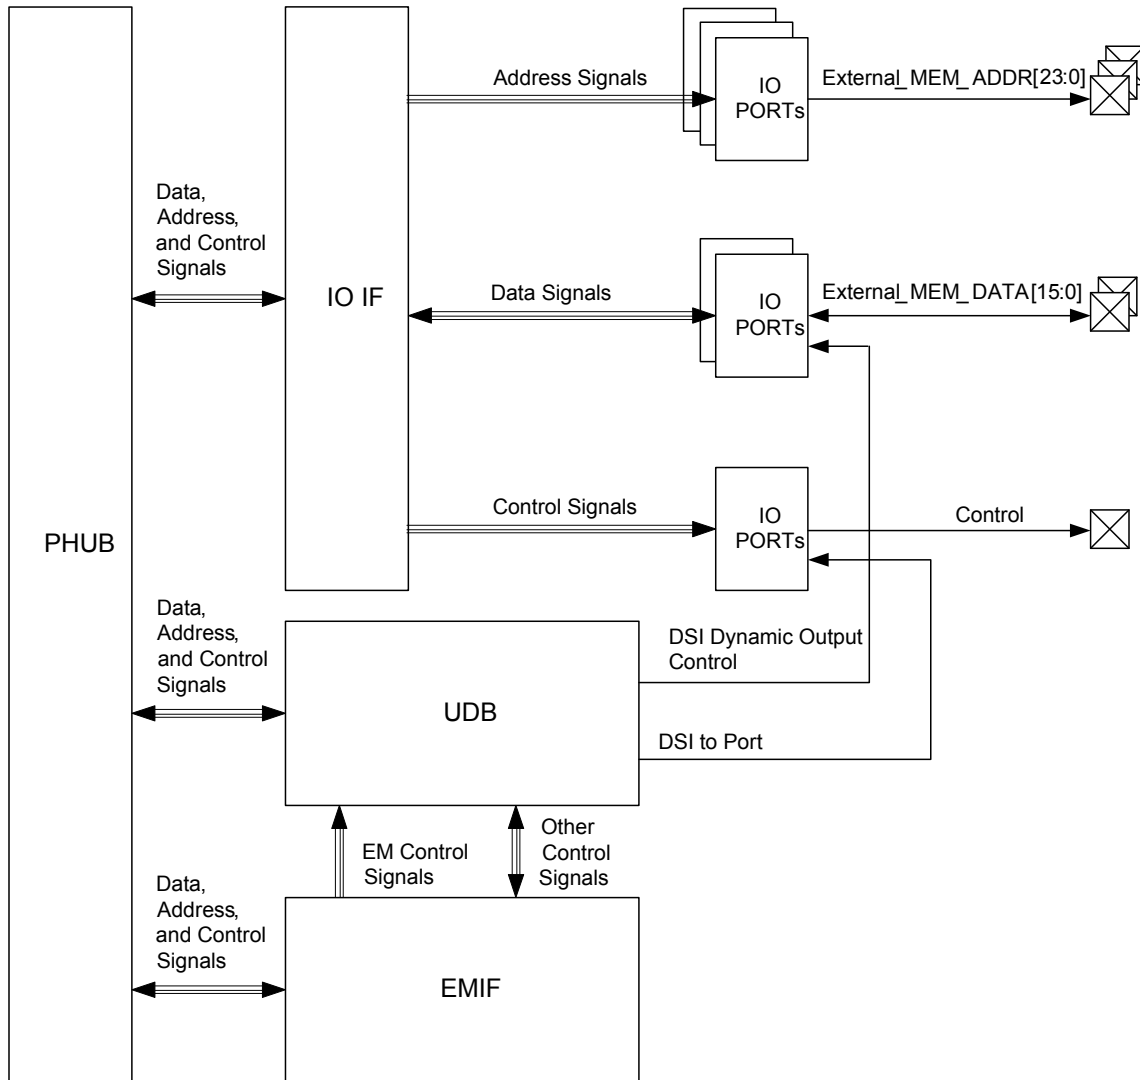 Address Signals
IO
PORTs
External_MEM_ADDR[23:0]
Data,
Address,
and Control
Signals
IO IF
Data Signals
IO
PORTs
External_MEM_DATA[15:0]
PHUB
Control Signals
IO
PORTs
Control
Data,
Address,
and Control
Signals
UDB
DSI Dynamic Output
Control
DSI to Port
EM Control
Signals
Other
Control
Signals
Data,
Address,
and Control
Signals
EMIF